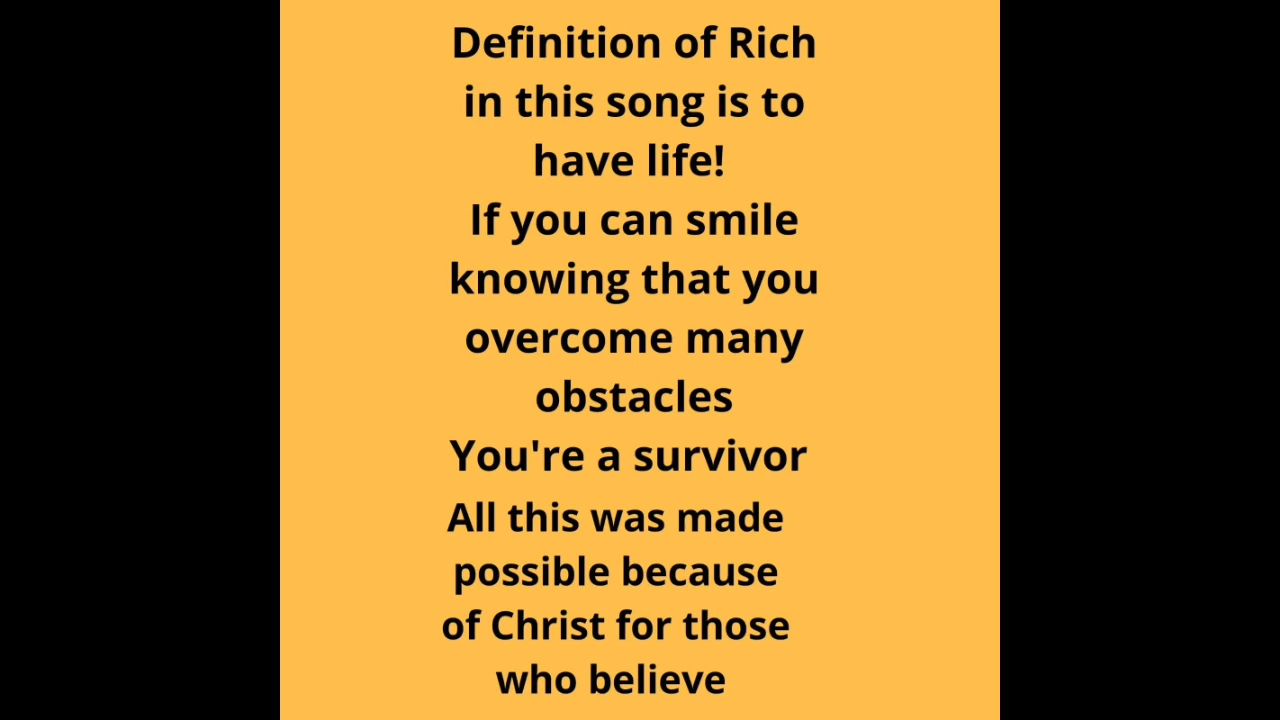 Definition of Rich
in this song is to
have life!
If you can smile
knowing that you
overcome many
obstacles
You're a survivor
All this was made
possible because
of Christ for those
who believe